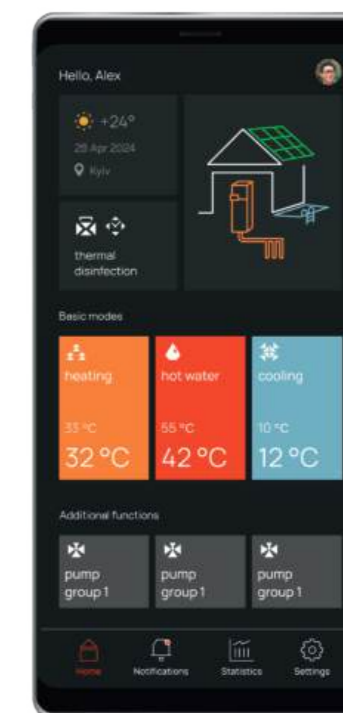 Hello, Alex
+24°
28 Apr 2024
Kyiv
thermal
disinfection
Basic modes
heating
33 °C
32 °C
hot water
55 °C
42 °C
cooling
10 °C
12 °C
Additional functions
pump
group 1
pump
group 1
pump
group 1
Home
Notifications
Statistics
Settings